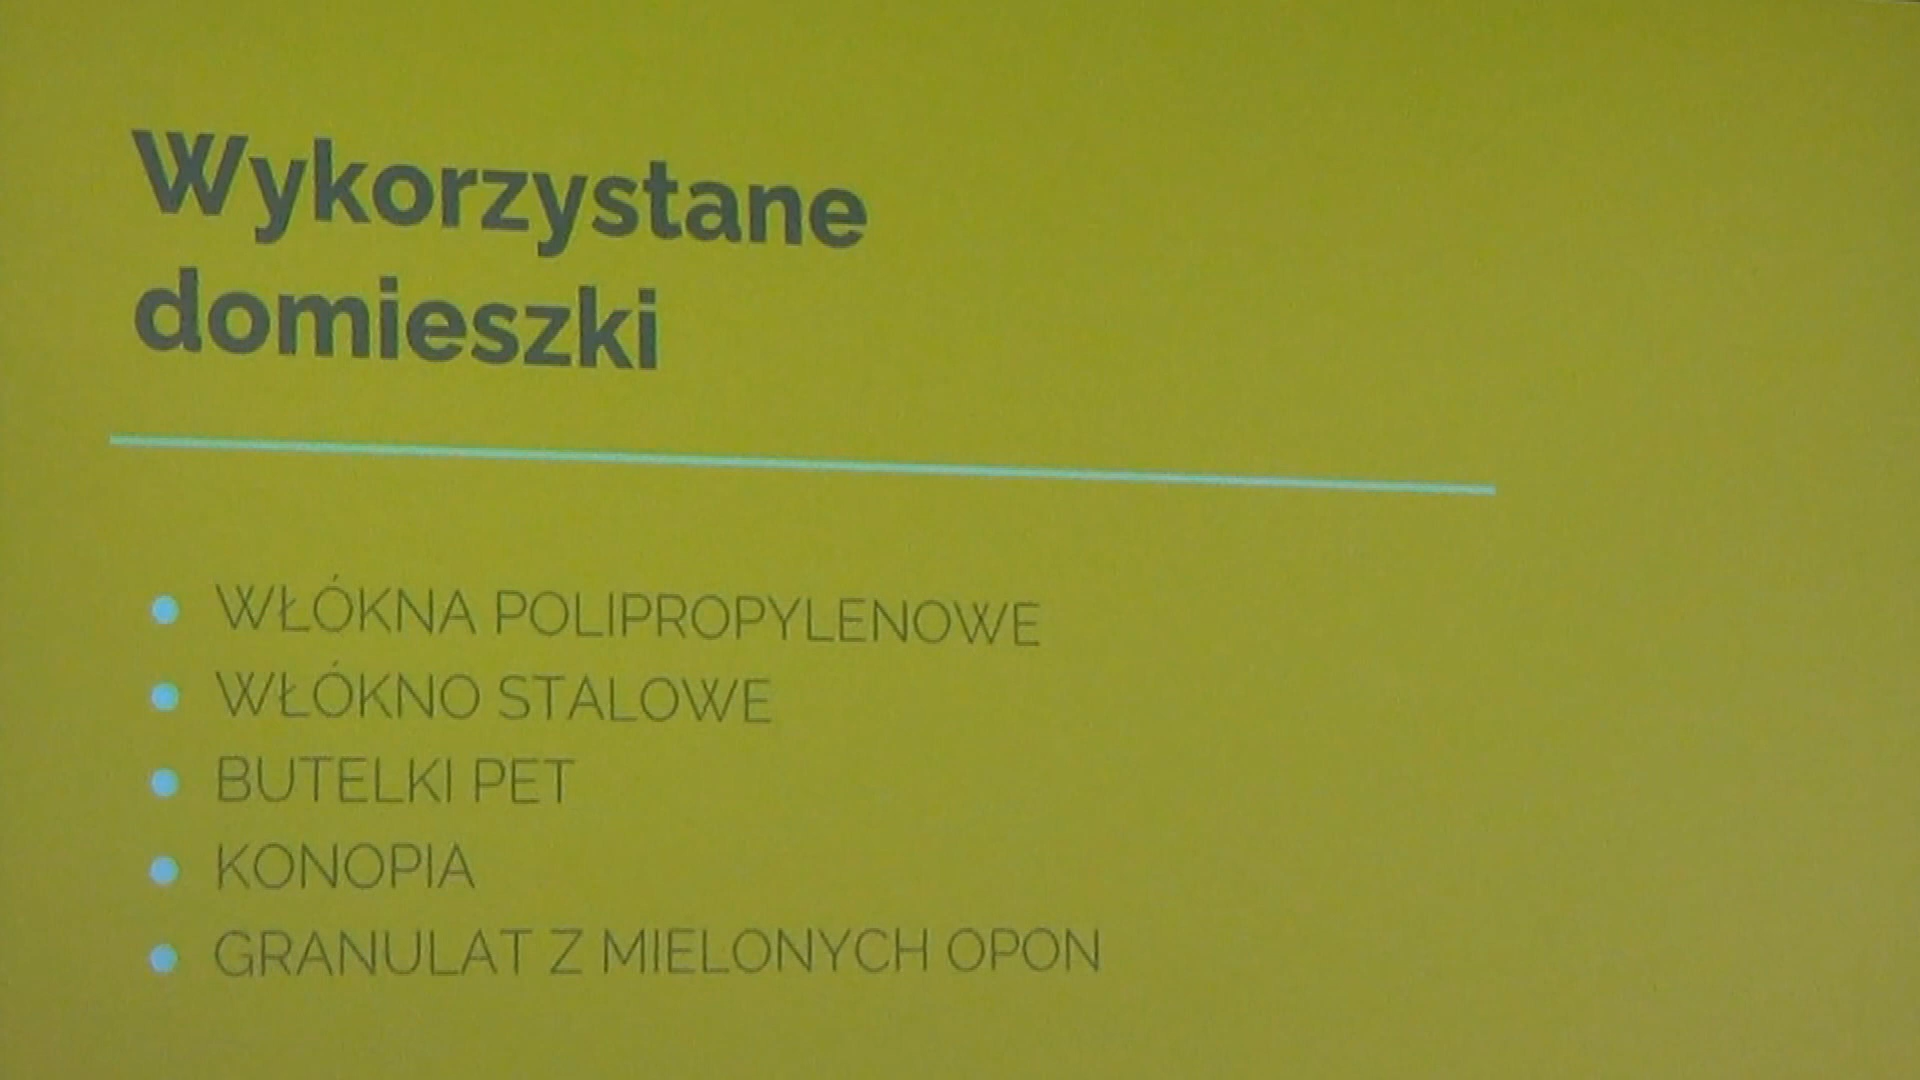 Wykorzystane
domieszki
WŁÓKNA POLIPROPYLENOWE
WŁÓKNO STALOWE
BUTELKI PET
KONOPIA
GRANULAT Z MIELONYCH OPON